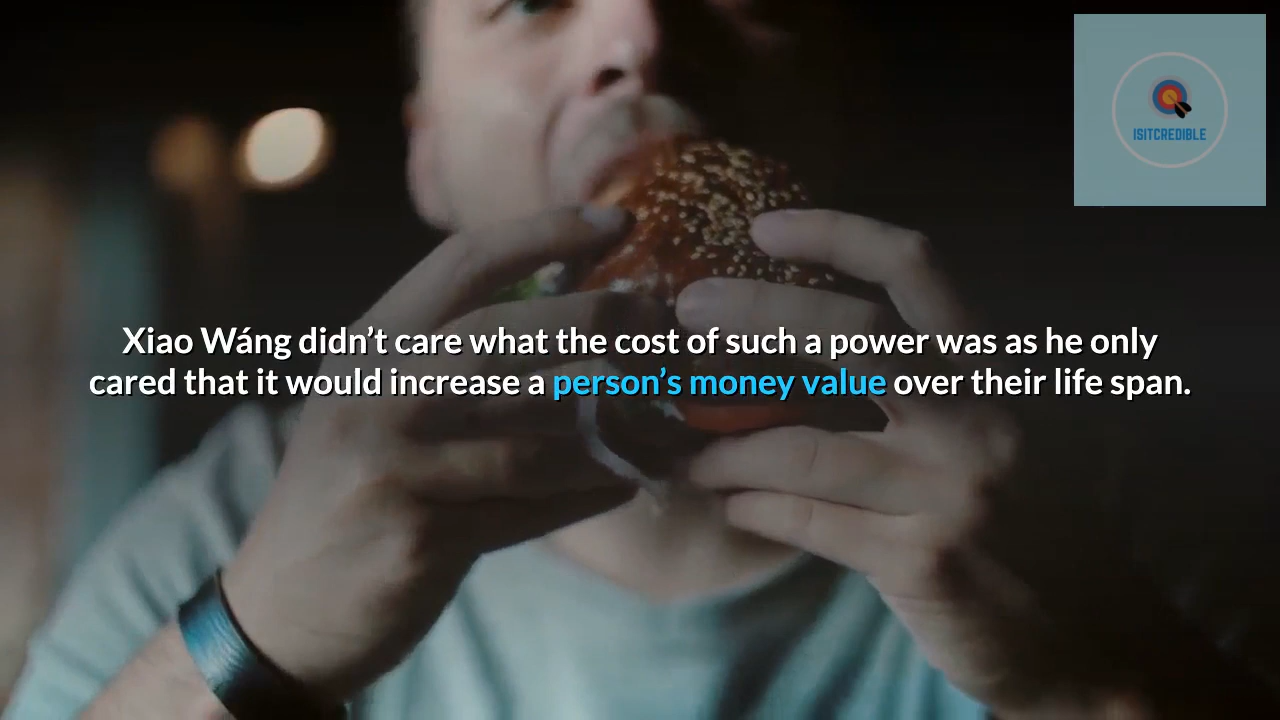 ISITCREDIBLE
Xiao Wáng didn’t care what the cost of such a power was as he only
cared that it would increase a person’s money value over their life span.